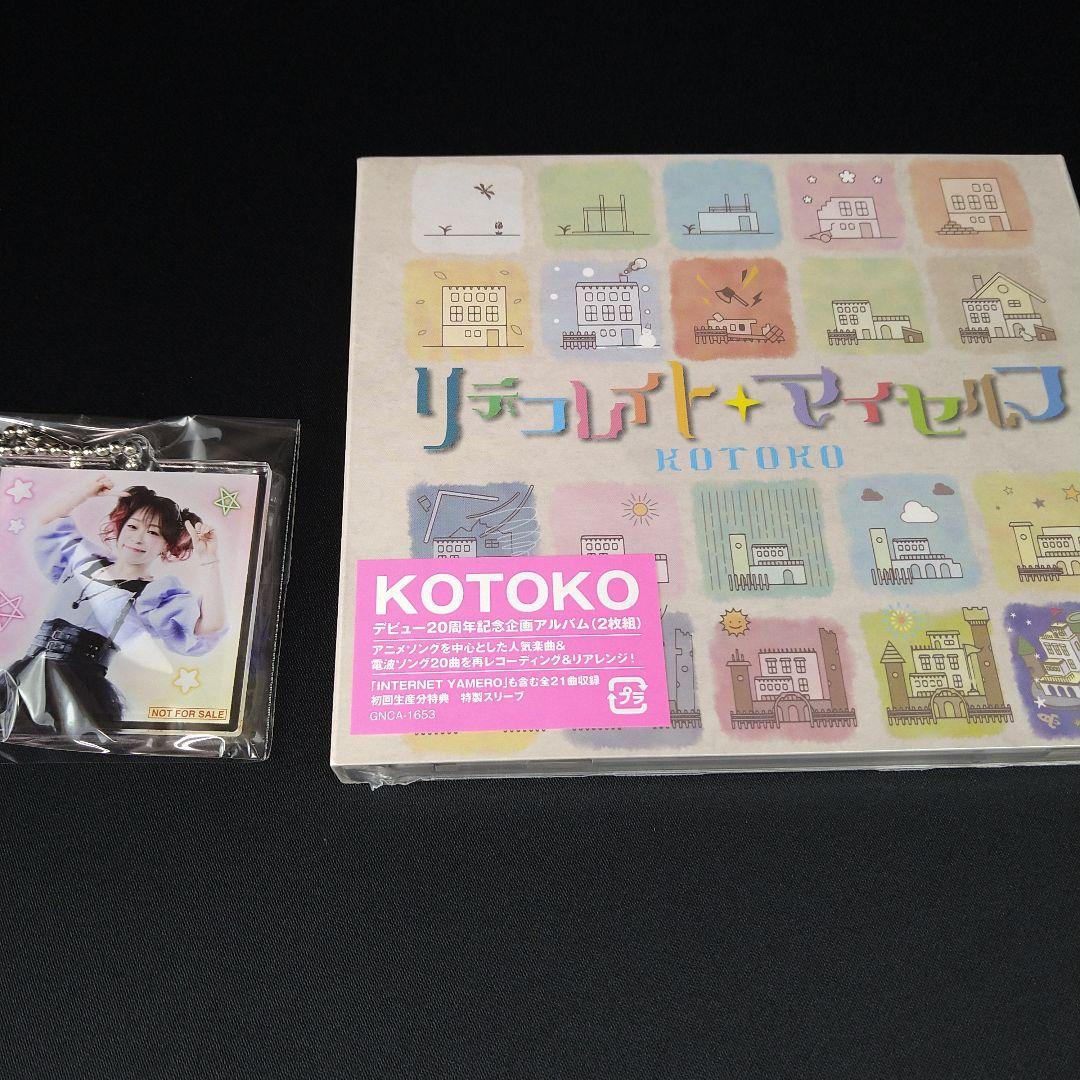 リデコレイト✦マイセルフ
KOTOKO
KOTOKO
デビュー20周年記念企画アルバム(2枚組)
アニメソングを中心とした人気楽曲&
電波ソング20曲を再レコーディング&リアレンジ!
「INTERNET YAMERO」も含む全21曲収録
初回生産分特典 特製スリーブ
GNCA-1653
プラ
NOT FOR SALE